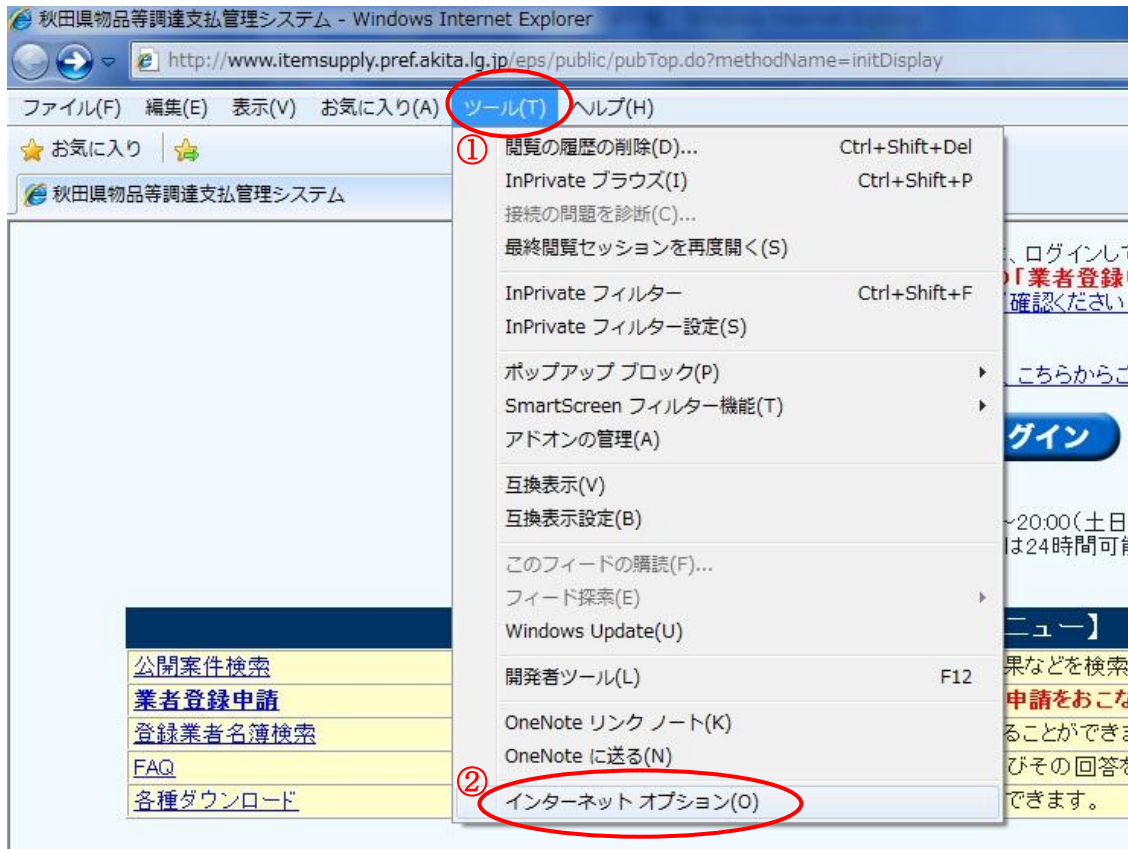 秋田県物品等調達支払管理システム - Windows Internet Explorer
http://www.itemsupply.pref.akita.lg.jp/eps/public/pubTop.do?methodName=initDisplay
ファイル(F) 編集(E) 表示(V) お気に入り(A) ツール(T) ヘルプ(H)
① 閲覧の履歴の削除(D)... Ctrl+Shift+Del
お気に入り
InPrivate ブラウズ(I) Ctrl+Shift+P
秋田県物品等調達支払管理システム
接続の問題を診断(C)...
最終閲覧セッションを再度開く(S)
、ログインして
「業者登録
InPrivate フィルター Ctrl+Shift+F
確認ください
InPrivate フィルター設定(S)
ポップアップ ブロック(P)
こちらからご
SmartScreen フィルター機能(T)
アドオンの管理(A)
グイン
互換表示(V)
互換表示設定(B)
~20:00(土日
は24時間可能
このフィードの購読(F)...
フィード探索(E)
Windows Update(U)
ニュー】
公開案件検索
果などを検索
開発者ツール(L) F12
業者登録申請
申請をおこな
OneNote リンク ノート(K)
登録業者名簿検索
ることができま
OneNote に送る(N)
FAQ
びその回答を
② インターネット オプション(O)
各種ダウンロード
できます。